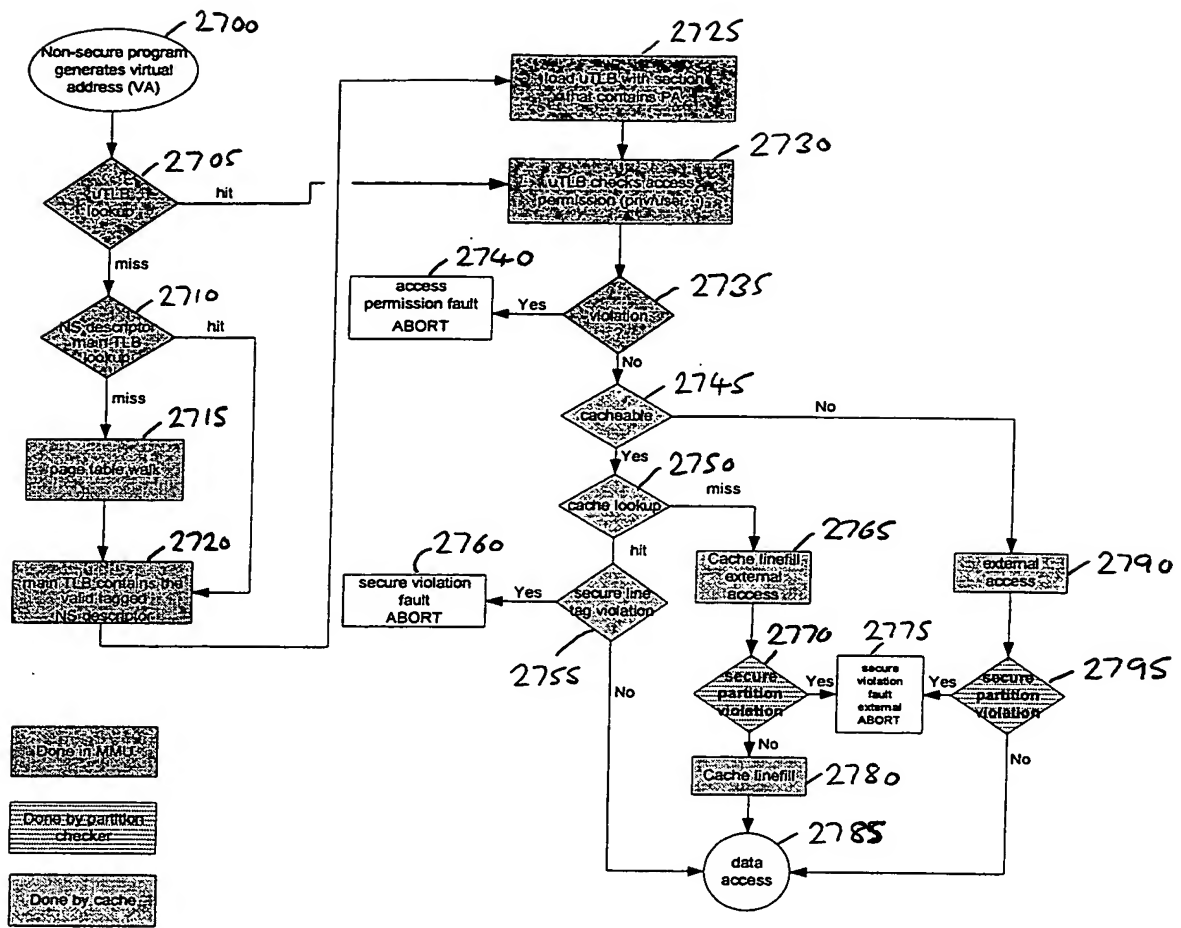 2700
Non-secure program
generates virtual
address (VA)
2705
uTLB
lookup
hit
miss
2710
NS descriptor
main TLB
lookup
hit
miss
2715
page table walk
2720
main TLB contains the
valid tagged
NS descriptor
2725
load uTLB with section
that contains PA
2730
uTLB checks access
permission (priv/user
2740
access
permission fault
ABORT
Yes
2735
violation
No
2745
cacheable
No
Yes
2750
cache lookup
miss
hit
2760
secure violation
fault
ABORT
Yes
secure line
tag violation
2755
No
2765
Cache linefill
external
access
2770
secure
partition
violation
Yes
2775
secure
violation
fault
external
ABORT
Yes
2790
external
access
2795
secure
partition
violation
No
No
2780
Cache linefill
2785
data
access
Done in MMU
Done by partition
checker
Done by cache